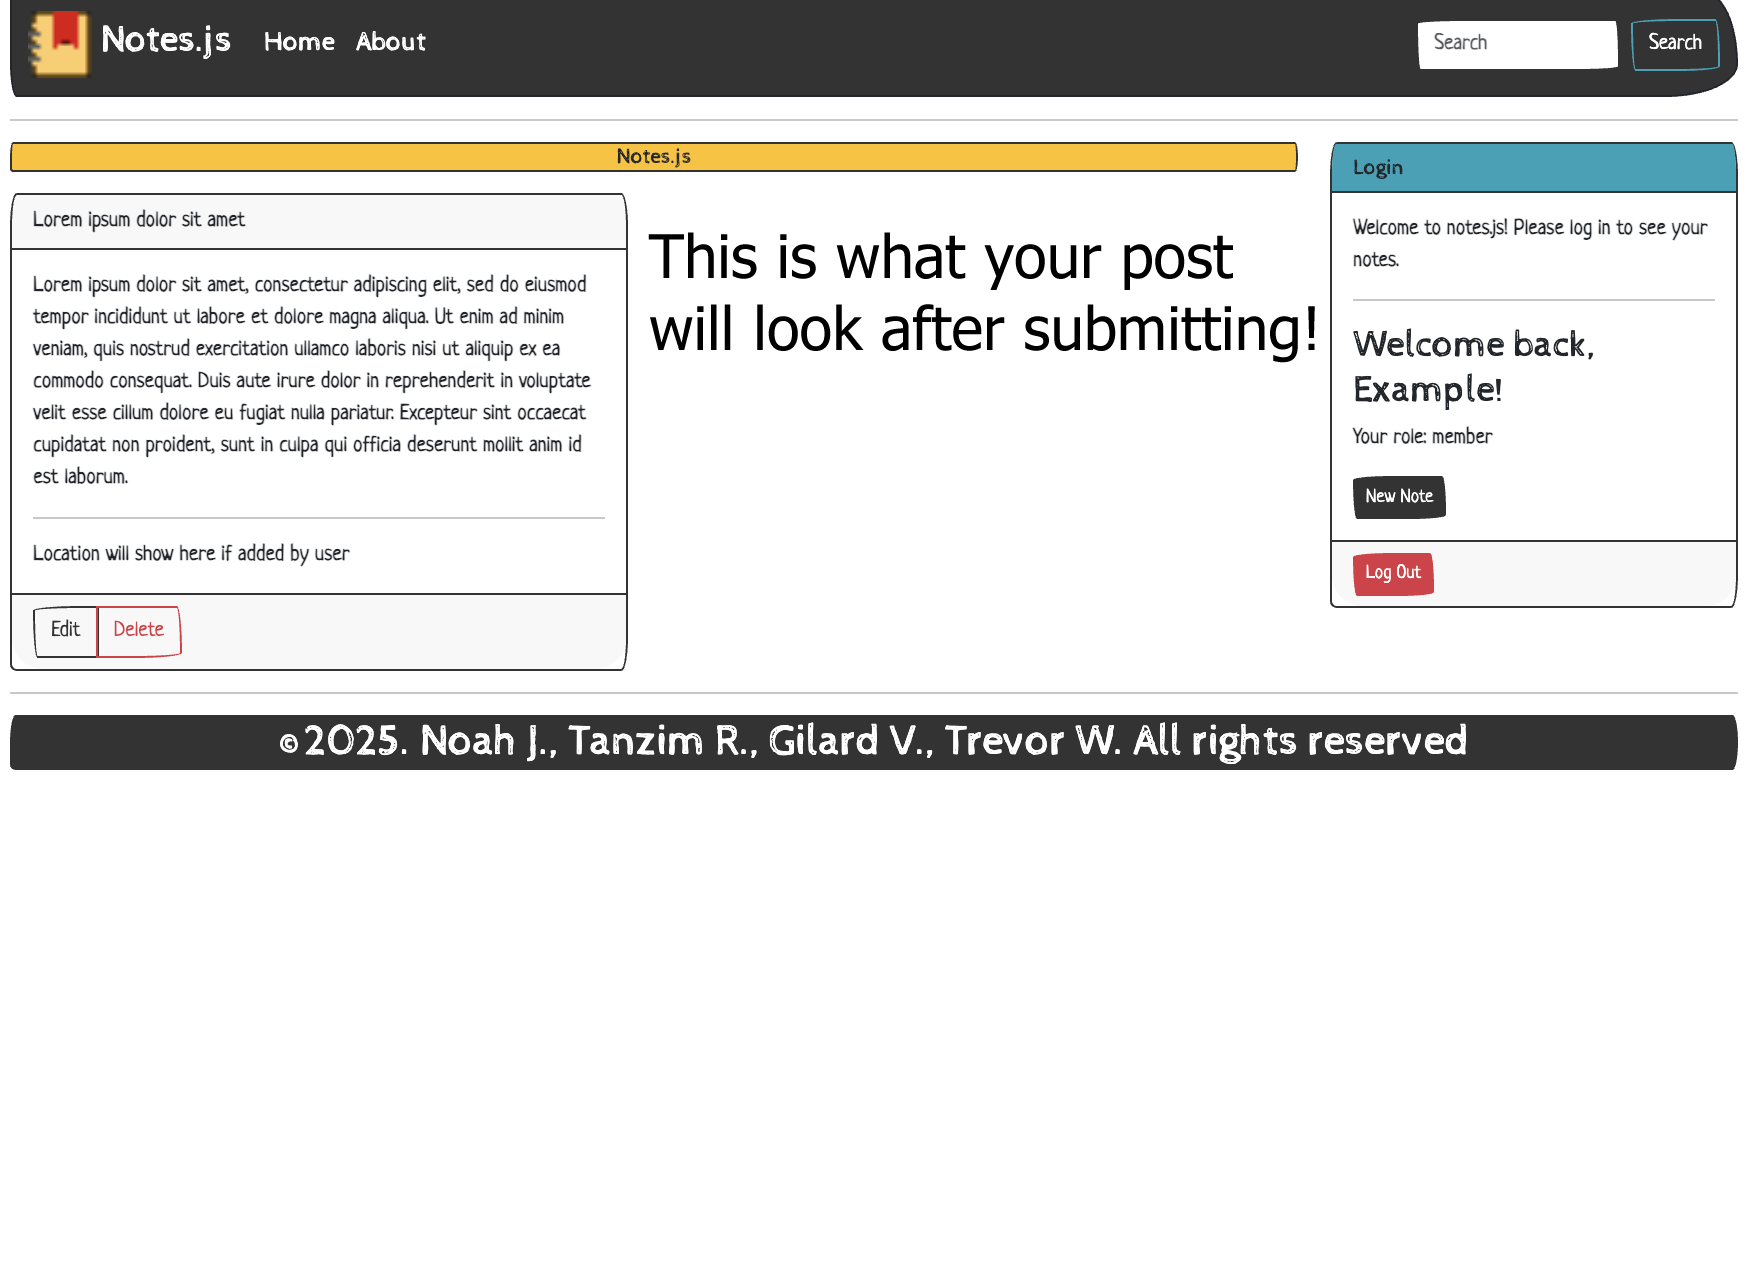 Notes.js Home About Search Search
Notes.js
Lorem ipsum dolor sit amet
Lorem ipsum dolor sit amet, consectetur adipiscing elit, sed do eiusmod
tempor incididunt ut labore et dolore magna aliqua. Ut enim ad minim
veniam, quis nostrud exercitation ullamco laboris nisi ut aliquip ex ea
commodo consequat. Duis aute irure dolor in reprehenderit in voluptate
velit esse cillum dolore eu fugiat nulla pariatur. Excepteur sint occaecat
cupidatat non proident, sunt in culpa qui officia deserunt mollit anim id
est laborum.
Location will show here if added by user
Edit Delete
This is what your post
will look after submitting!
Login
Welcome to notes.js! Please log in to see your
notes.
Welcome back,
Example!
Your role: member
New Note
Log Out
©2025. Noah J., Tanzim R., Gilard V., Trevor W. All rights reserved